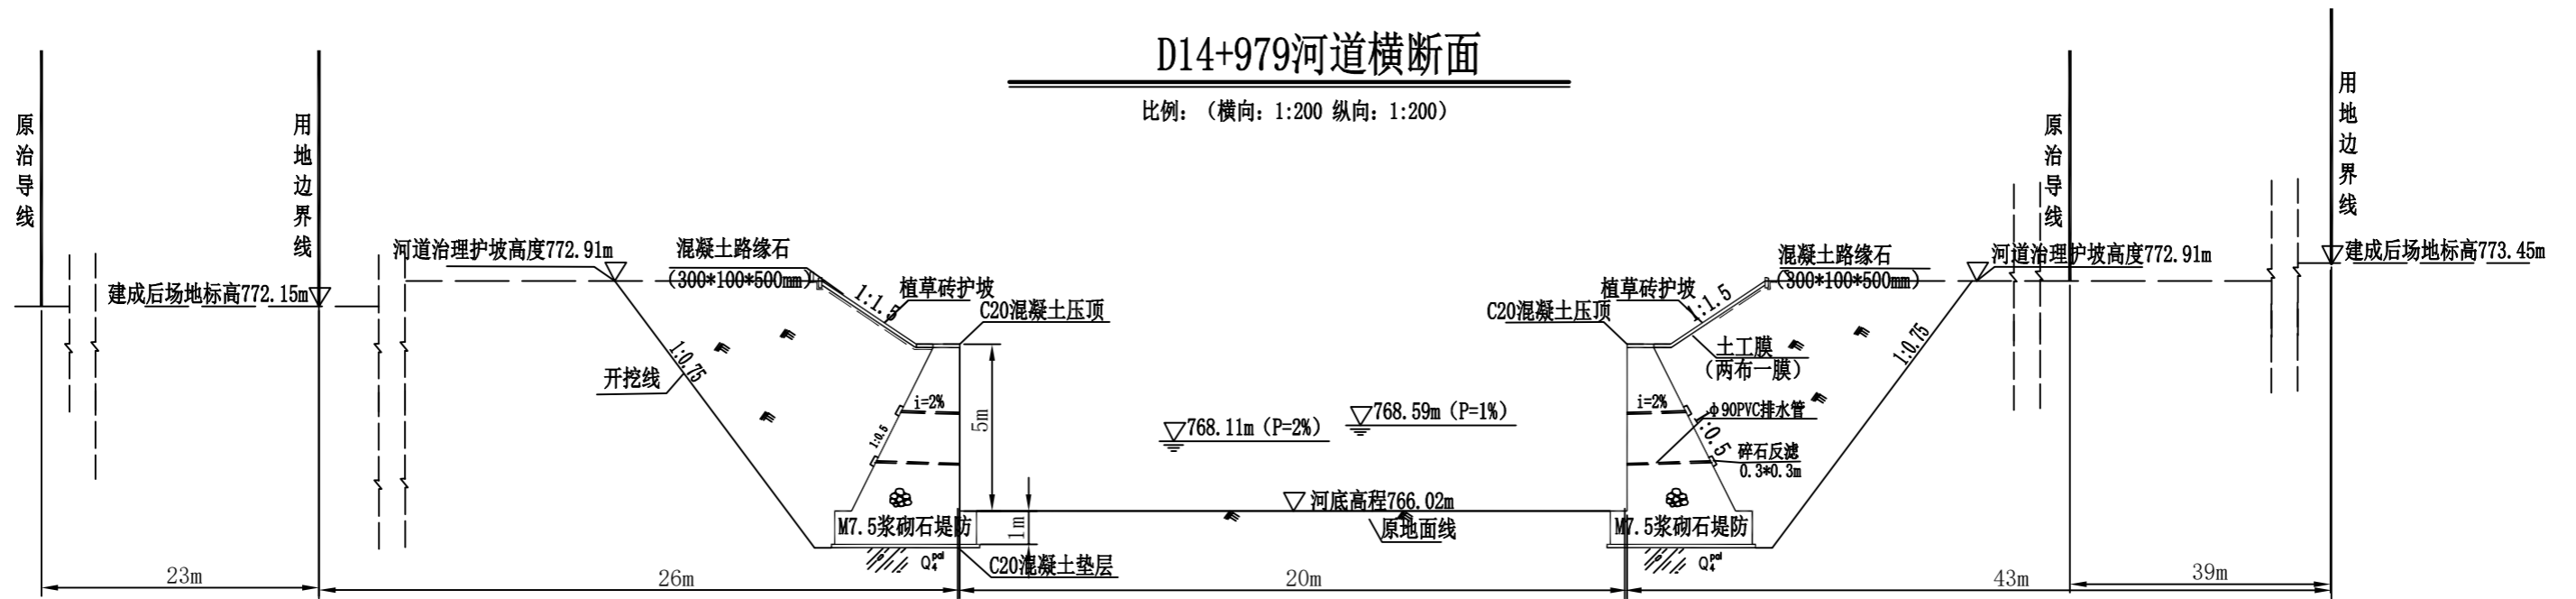 D14+979河道横断面
比例：（横向：1:200 纵向：1:200）
原治导线
用地边界线
原治导线
用地边界线
河道治理护坡高度772.91m
混凝土路缘石
(300*100*500mm)
混凝土路缘石
(300*100*500mm)
河道治理护坡高度772.91m
建成后场地标高773.45m
建成后场地标高772.15m
1:1.5
植草砖护坡
C20混凝土压顶
C20混凝土压顶
植草砖护坡
1:1.5
1:0.75
开挖线
土工膜
（两布一膜）
1:0.75
i=2%
1:0.5
5m
768.11m（P=2%）
768.59m（P=1%）
i=2%
φ90PVC排水管
1:0.5
碎石反滤
0.3*0.3m
M7.5浆砌石堤防
1m
河底高程766.02m
原地面线
M7.5浆砌石堤防
Q4pal
C20混凝土垫层
Q4pal
23m
26m
20m
43m
39m